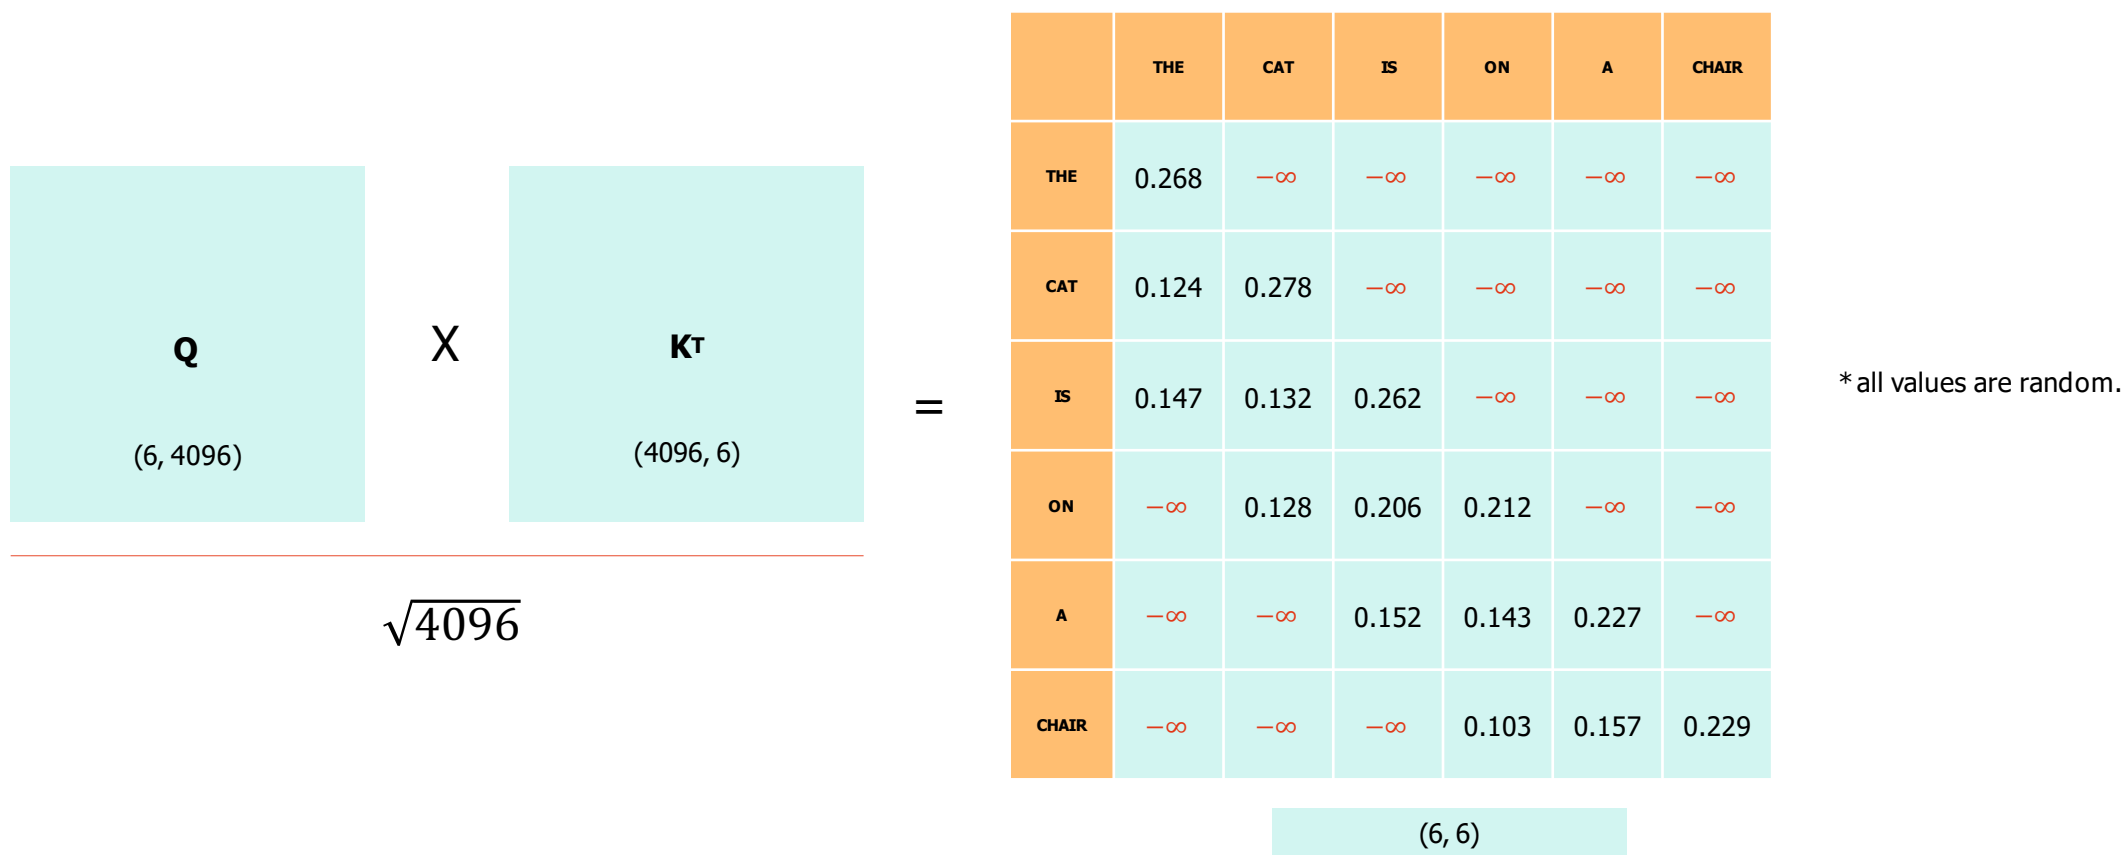 Q
(6, 4096)
X
Kᵀ
(4096, 6)
√4096
=
THE CAT IS ON A CHAIR
THE 0.268 −∞ −∞ −∞ −∞ −∞
CAT 0.124 0.278 −∞ −∞ −∞ −∞
IS 0.147 0.132 0.262 −∞ −∞ −∞
ON −∞ 0.128 0.206 0.212 −∞ −∞
A −∞ −∞ 0.152 0.143 0.227 −∞
CHAIR −∞ −∞ −∞ 0.103 0.157 0.229
(6, 6)
* all values are random.